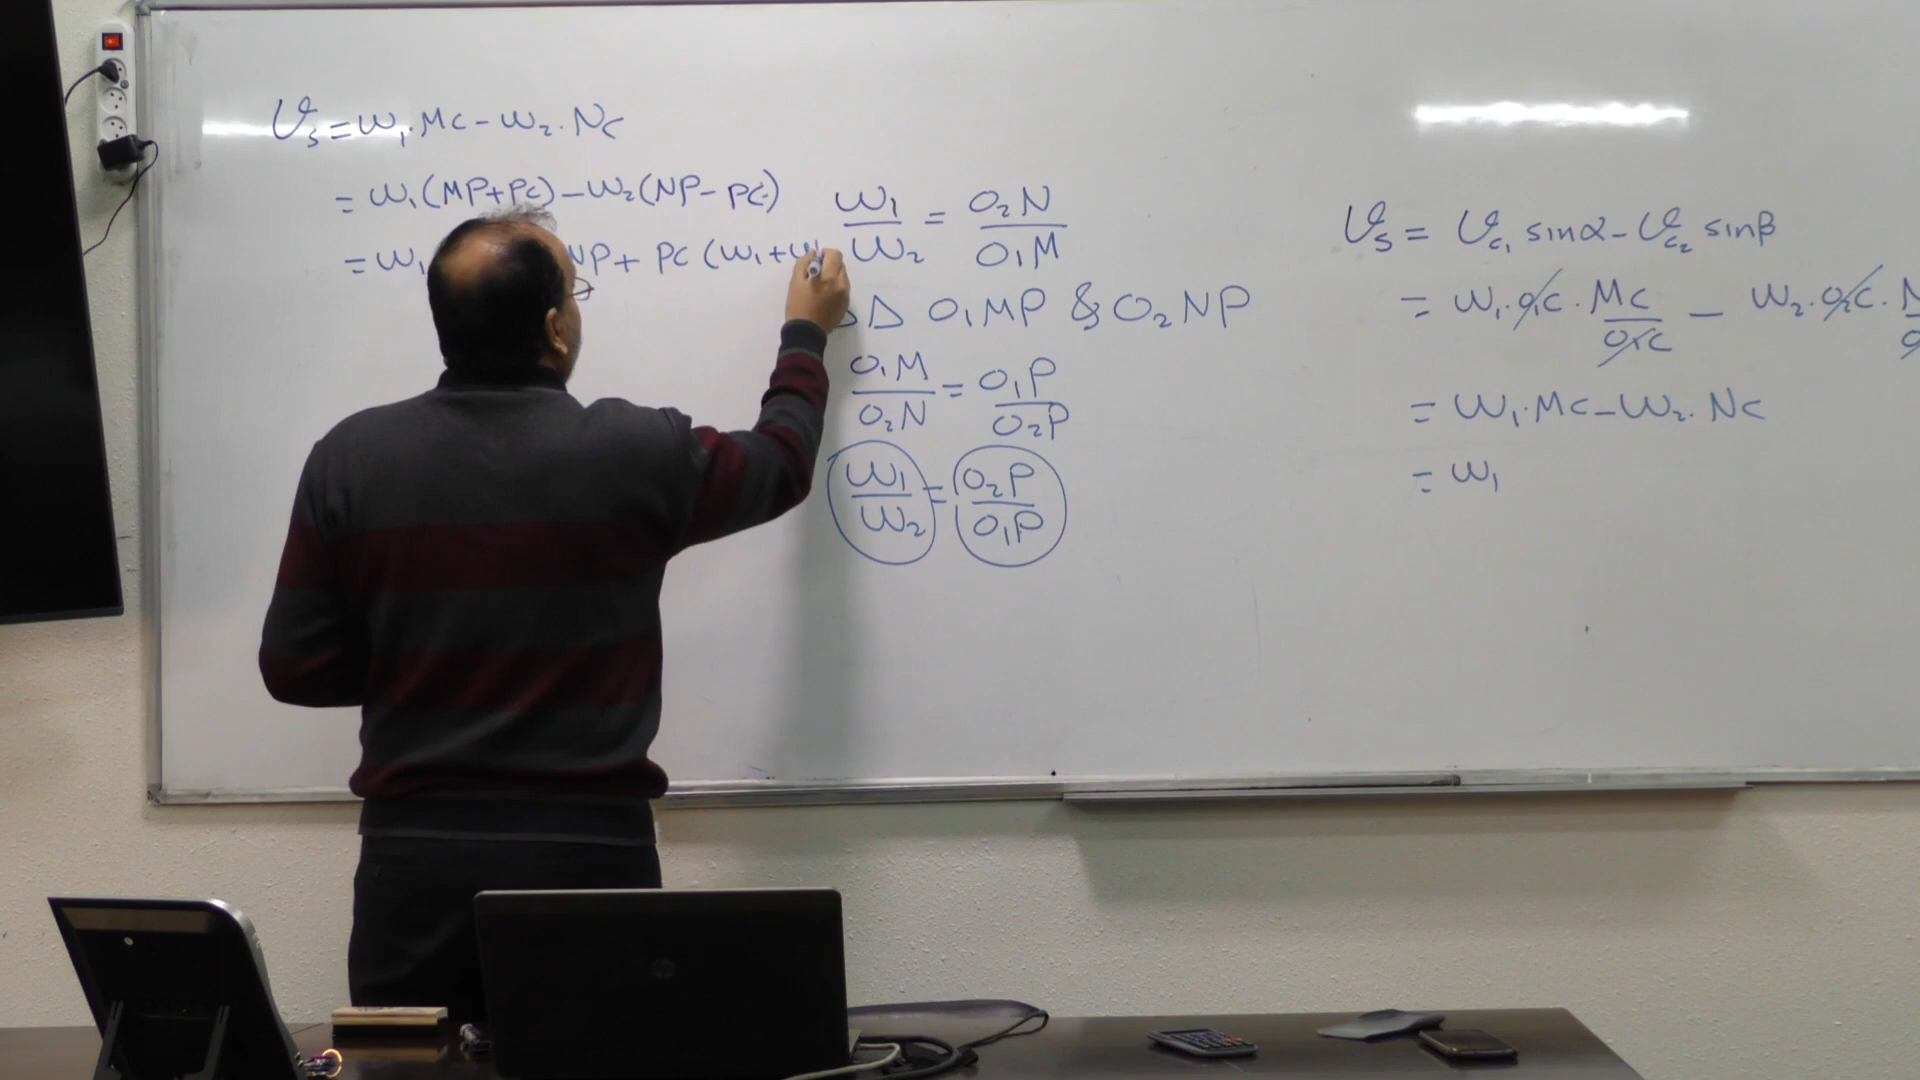 𝒱s = ω₁·MC − ω₂·NC
= ω₁(MP+PC) − ω₂(NP−PC)
= ω₁ NP + PC (ω₁+ω
ω₁/ω₂ = O₂N/O₁M
Δ O₁MP & O₂NP
O₁M/O₂N = O₁P/O₂P
ω₁/ω₂ = O₂P/O₁P
𝒱s = 𝒱c₁ sinα − 𝒱c₂ sinβ
= ω₁·O₁C·MC/O₁C − ω₂·O₂C·
= ω₁·MC − ω₂·NC
= ω₁